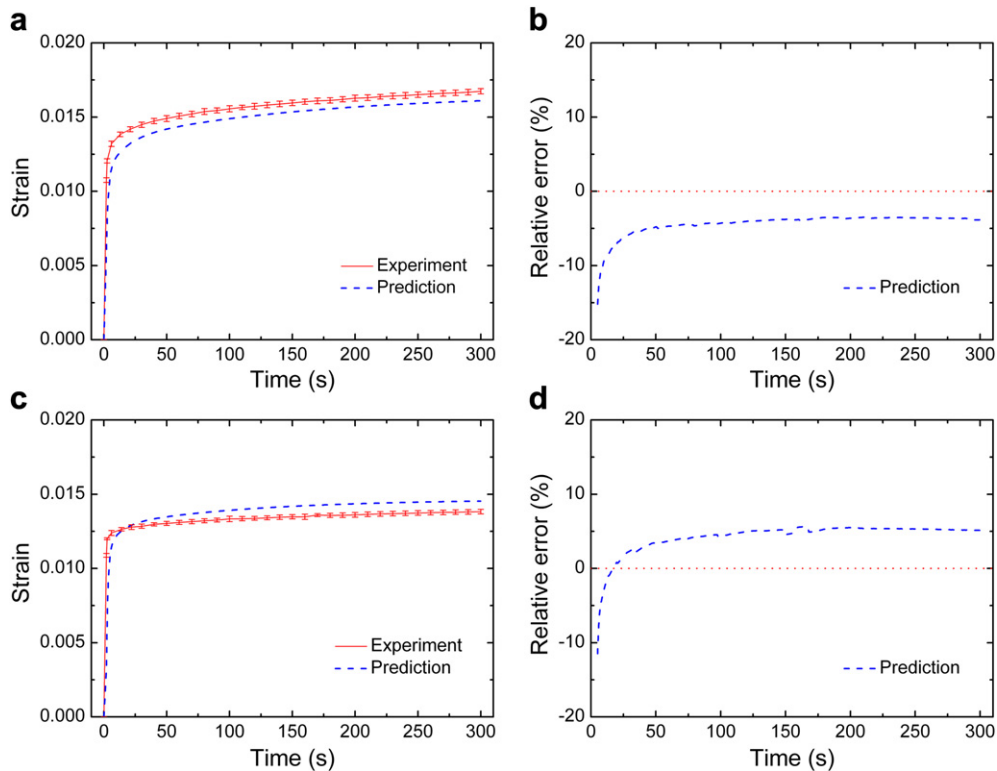 a
0.020
0.015
0.010
0.005
0.000
Strain
Experiment
Prediction
0 50 100 150 200 250 300
Time (s)
b
20
10
0
-10
-20
Relative error (%)
Prediction
0 50 100 150 200 250 300
Time (s)
c
0.020
0.015
0.010
0.005
0.000
Strain
Experiment
Prediction
0 50 100 150 200 250 300
Time (s)
d
20
10
0
-10
-20
Relative error (%)
Prediction
0 50 100 150 200 250 300
Time (s)